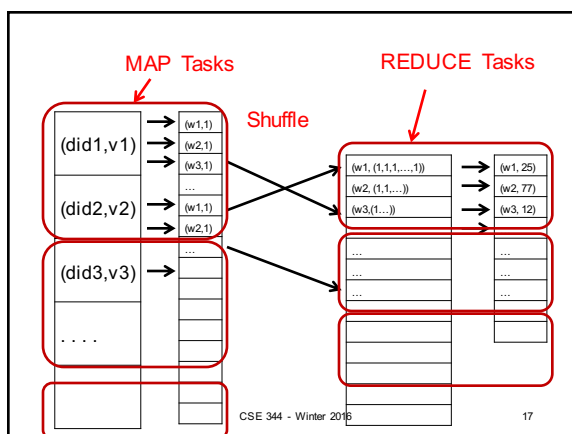 MAP Tasks
REDUCE Tasks
Shuffle
(did1,v1)
(did2,v2)
(did3,v3)
. . . .
(w1,1)
(w2,1)
(w3,1)
…
(w1,1)
(w2,1)
…
(w1, (1,1,1,…,1))
(w2, (1,1,…))
(w3,(1…))
…
…
…
(w1, 25)
(w2, 77)
(w3, 12)
…
…
…
CSE 344 - Winter 2016
17